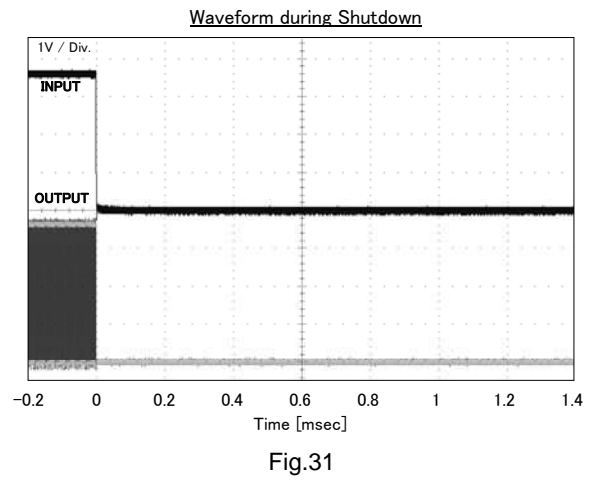 Waveform during Shutdown
1V / Div.
INPUT
OUTPUT
-0.2 0 0.2 0.4 0.6 0.8 1 1.2 1.4
Time [msec]
Fig.31